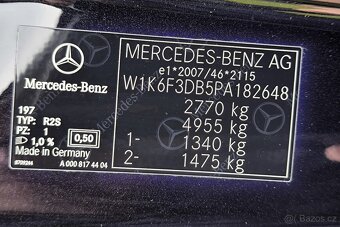 Mercedes-Benz
197
TYP: R2S
PZ: 1
1,0 %
0,50
Made in Germany
A 000 817 44 04
MERCEDES-BENZ AG
e1*2007/46*2115
W1K6F3DB5PA182648
2770 kg
4955 kg
1- 1340 kg
2- 1475 kg
bazos.cz